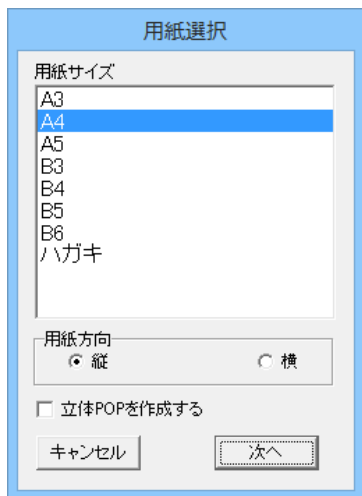 用紙選択
用紙サイズ
A3
A4
A5
B3
B4
B5
B6
ハガキ
用紙方向
縦 横
立体POPを作成する
キャンセル 次へ